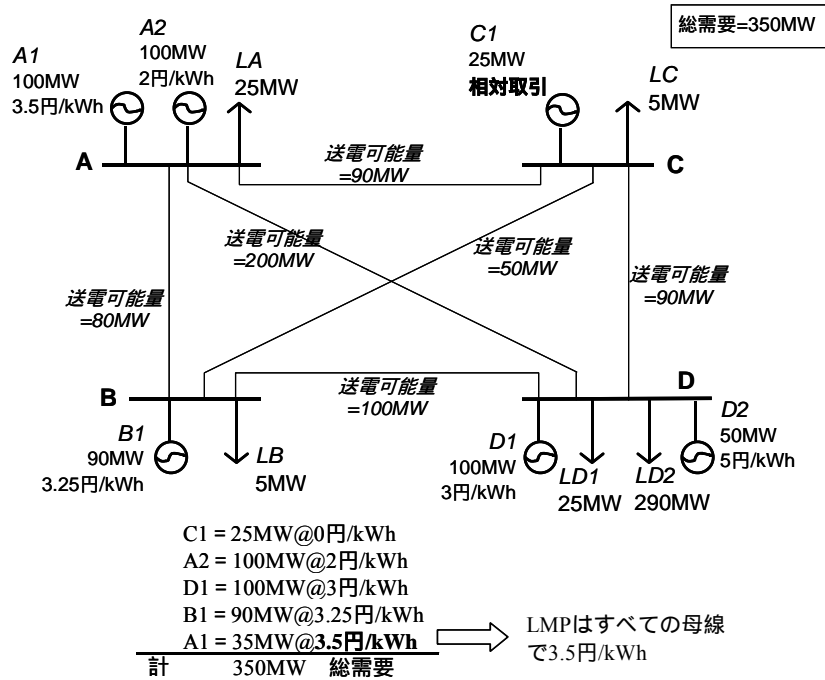 総需要=350MW
A1
100MW
3.5円/kWh
A2
100MW
2円/kWh
LA
25MW
C1
25MW
相対取引
LC
5MW
A
送電可能量
=90MW
C
送電可能量
=200MW
送電可能量
=50MW
送電可能量
=80MW
送電可能量
=90MW
B
送電可能量
=100MW
D
B1
90MW
3.25円/kWh
LB
5MW
D1
100MW
3円/kWh
LD1
25MW
LD2
290MW
D2
50MW
5円/kWh
C1 = 25MW@0円/kWh
A2 = 100MW@2円/kWh
D1 = 100MW@3円/kWh
B1 = 90MW@3.25円/kWh
A1 = 35MW@3.5円/kWh
計 350MW 総需要
LMPはすべての母線
で3.5円/kWh